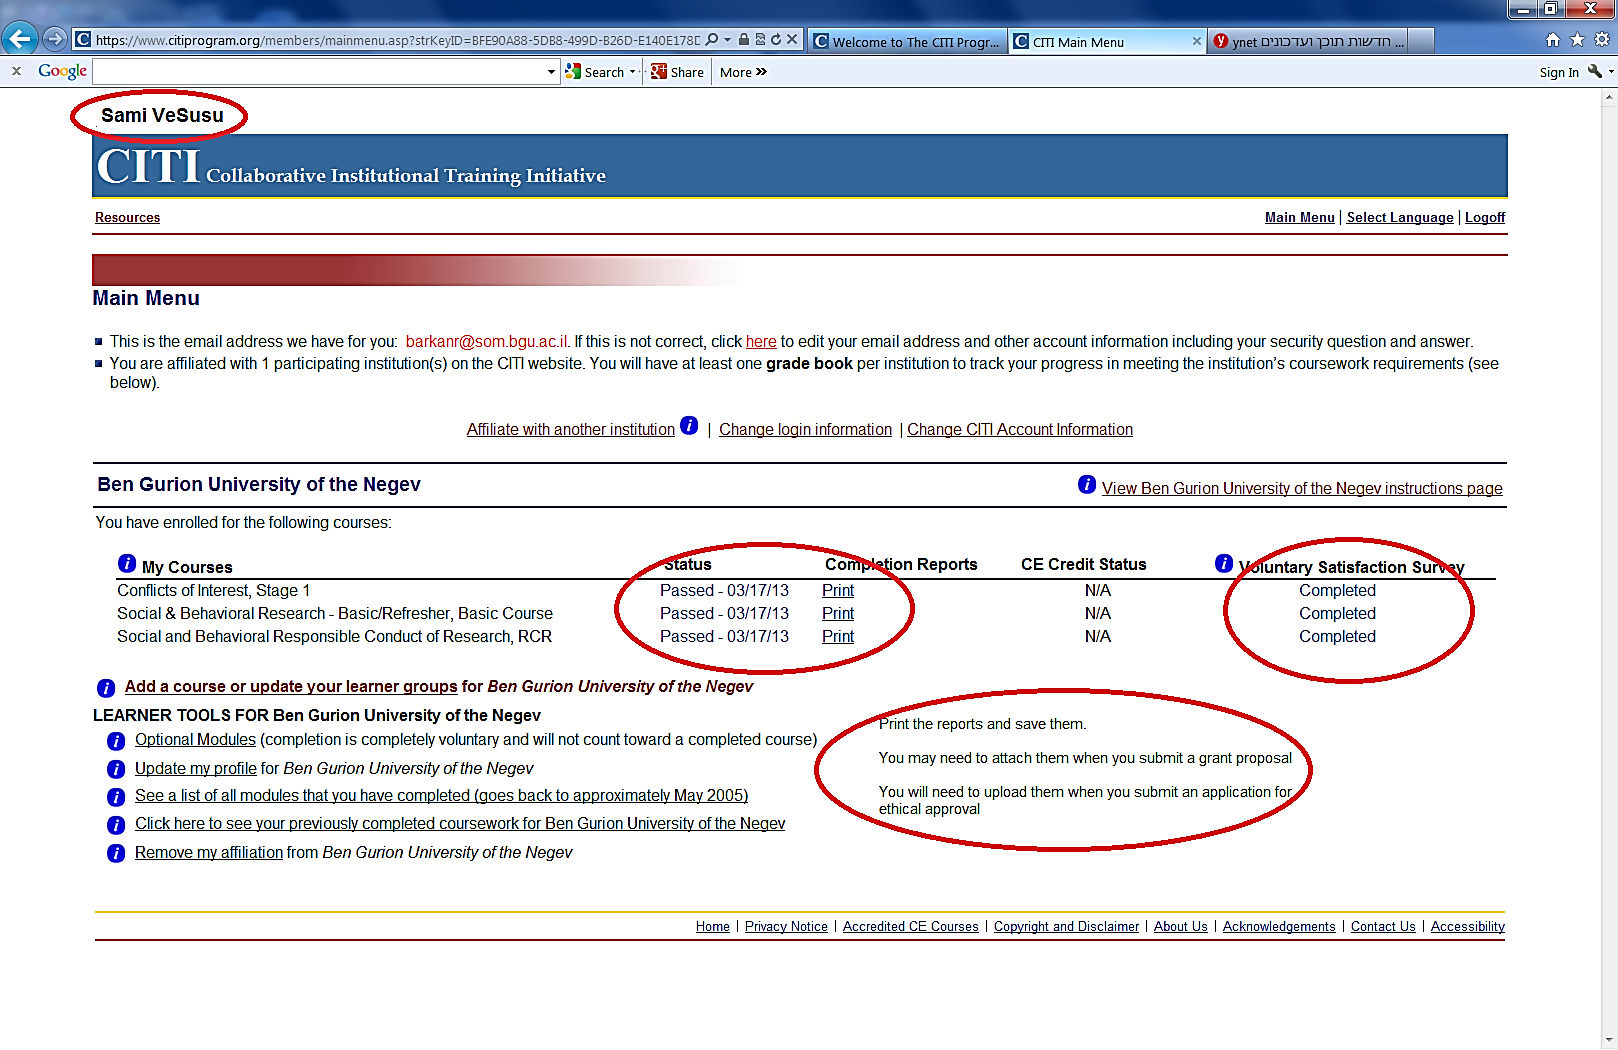 https://www.citiprogram.org/members/mainmenu.asp?strKeyID=BFE90A88-5DB8-499D-B26D-E140E178D
Welcome to The CITI Progr...
CITI Main Menu
ynet חדשות תוכן ועדכונים ...
Google
Search
Share
More »
Sign In
Sami VeSusu
CITI Collaborative Institutional Training Initiative
Resources
Main Menu | Select Language | Logoff
Main Menu
This is the email address we have for you: barkanr@som.bgu.ac.il. If this is not correct, click here to edit your email address and other account information including your security question and answer.
You are affiliated with 1 participating institution(s) on the CITI website. You will have at least one grade book per institution to track your progress in meeting the institution's coursework requirements (see
below).
Affiliate with another institution | Change login information | Change CITI Account Information
Ben Gurion University of the Negev
View Ben Gurion University of the Negev instructions page
You have enrolled for the following courses:
My Courses Status Completion Reports CE Credit Status Voluntary Satisfaction Survey
Conflicts of Interest, Stage 1 Passed - 03/17/13 Print N/A Completed
Social & Behavioral Research - Basic/Refresher, Basic Course Passed - 03/17/13 Print N/A Completed
Social and Behavioral Responsible Conduct of Research, RCR Passed - 03/17/13 Print N/A Completed
Add a course or update your learner groups for Ben Gurion University of the Negev
LEARNER TOOLS FOR Ben Gurion University of the Negev
Optional Modules (completion is completely voluntary and will not count toward a completed course)
Update my profile for Ben Gurion University of the Negev
See a list of all modules that you have completed (goes back to approximately May 2005)
Click here to see your previously completed coursework for Ben Gurion University of the Negev
Remove my affiliation from Ben Gurion University of the Negev
Print the reports and save them.
You may need to attach them when you submit a grant proposal
You will need to upload them when you submit an application for
ethical approval
Home | Privacy Notice | Accredited CE Courses | Copyright and Disclaimer | About Us | Acknowledgements | Contact Us | Accessibility